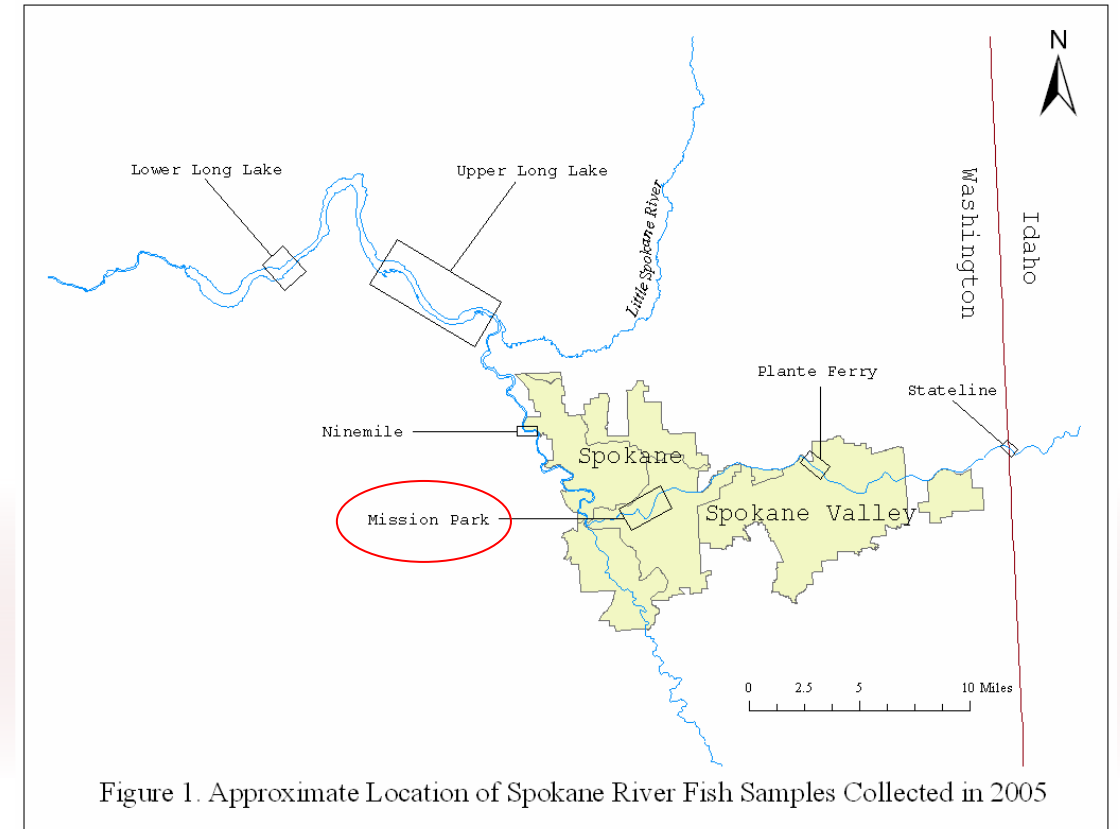 N
Lower Long Lake
Upper Long Lake
Little Spokane River
Washington
Idaho
Plante Ferry
Stateline
Ninemile
Spokane
Mission Park
Spokane Valley
0 2.5 5 10 Miles
Figure 1. Approximate Location of Spokane River Fish Samples Collected in 2005